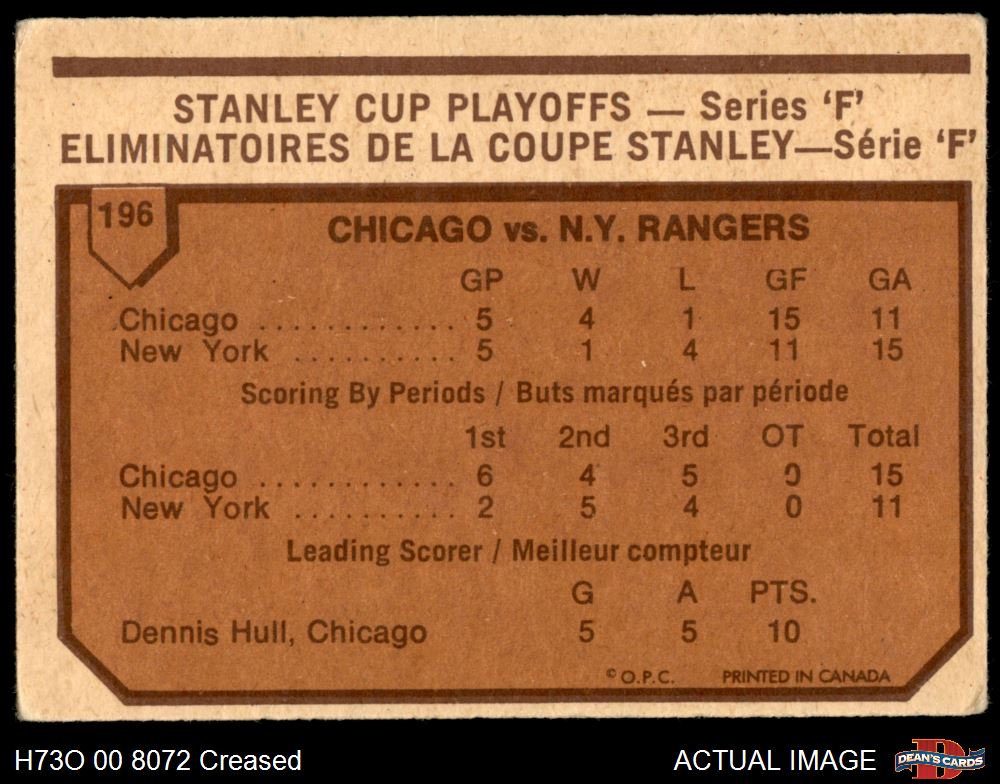 STANLEY CUP PLAYOFFS — Series ‘F’
ELIMINATOIRES DE LA COUPE STANLEY—Série ‘F’
196
CHICAGO vs. N.Y. RANGERS
GP W L GF GA
Chicago ............ 5 4 1 15 11
New York .......... 5 1 4 11 15
Scoring By Periods / Buts marqués par période
1st 2nd 3rd OT Total
Chicago ............ 6 4 5 0 15
New York .......... 2 5 4 0 11
Leading Scorer / Meilleur compteur
G A PTS.
Dennis Hull, Chicago 5 5 10
© O.P.C. PRINTED IN CANADA
H73O 00 8072 Creased ACTUAL IMAGE
D
DEAN'S CARDS